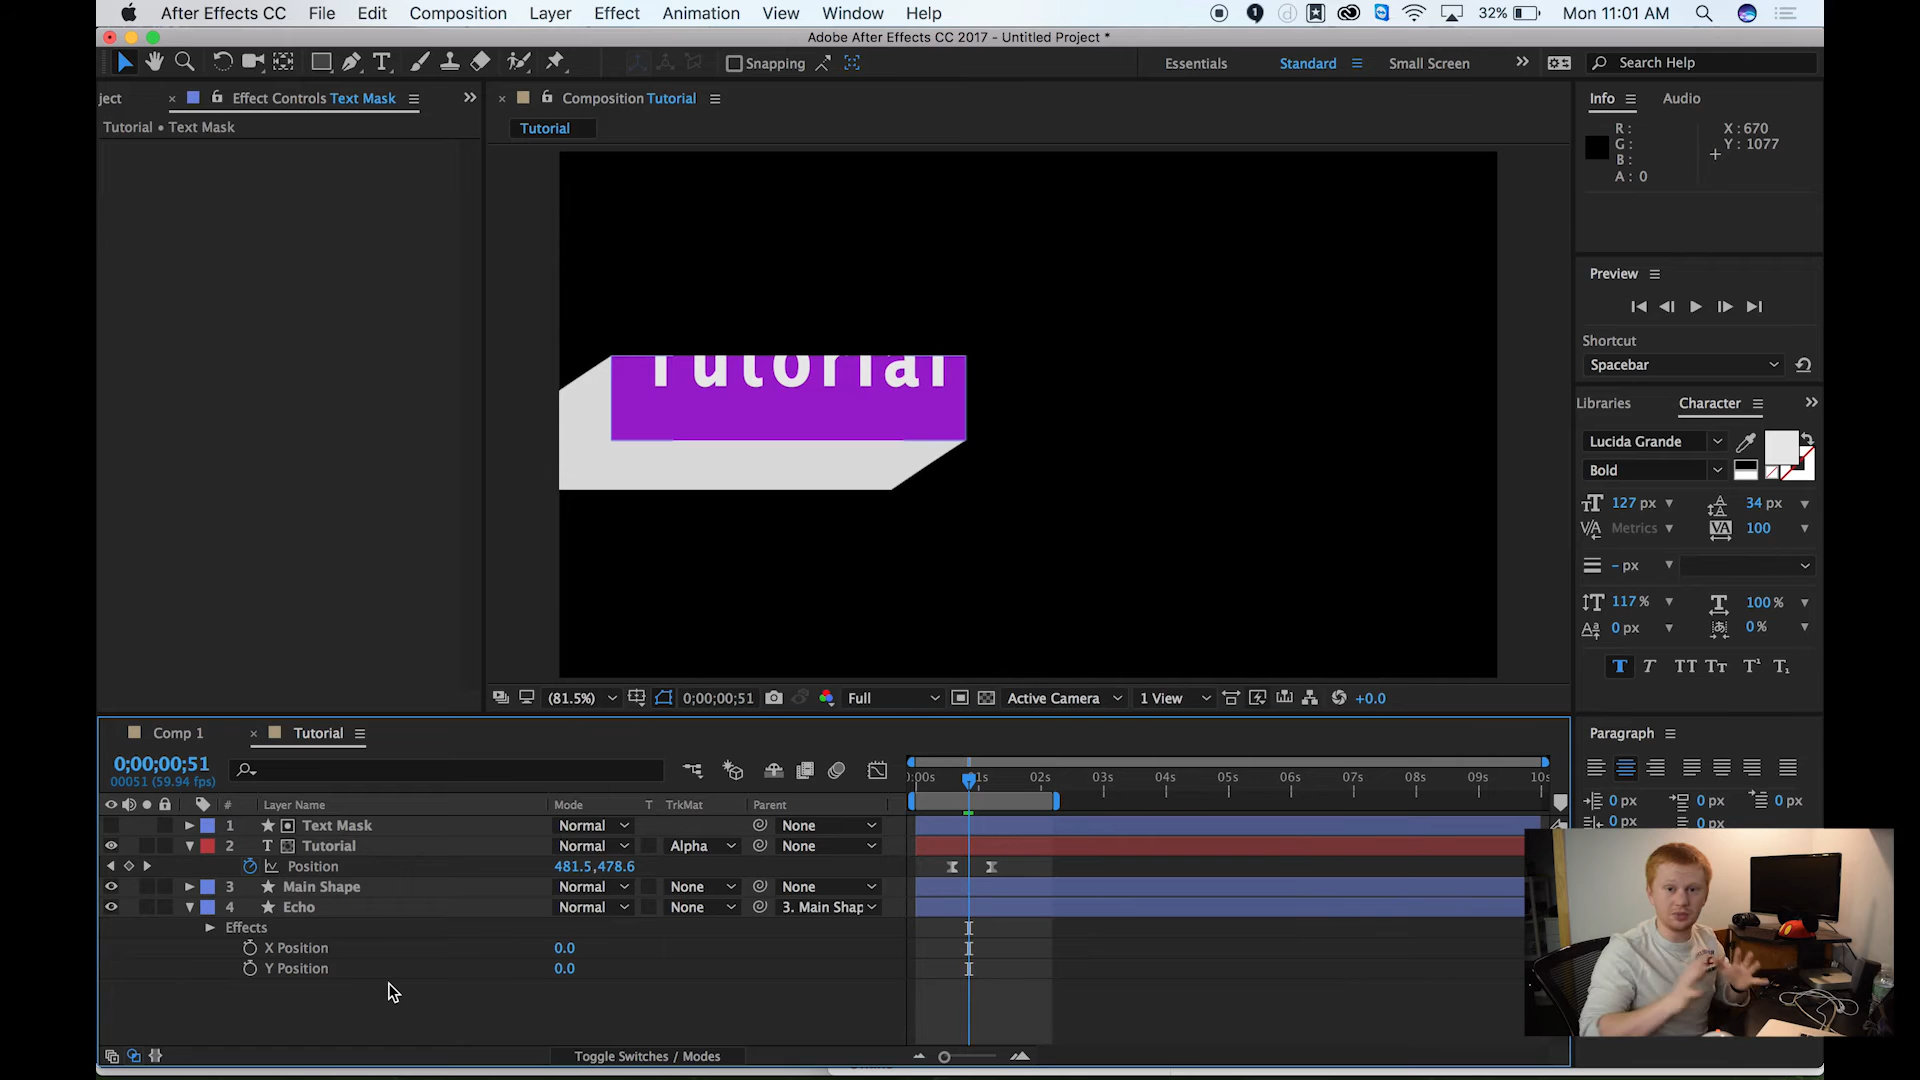 After Effects CC File Edit Composition Layer Effect Animation View Window Help 32% Mon 11:01 AM
Adobe After Effects CC 2017 - Untitled Project *
Snapping Essentials Standard Small Screen Search Help
ject Effect Controls Text Mask Composition Tutorial Info Audio
Tutorial • Text Mask Tutorial
R: X: 670
G: Y: 1077
B:
A: 0
Preview
Shortcut
Spacebar
Tutorial
Libraries Character
Lucida Grande
Bold
127 px 34 px
Metrics 100
- px
117 % 100 %
0 px 0 %
(81.5%) 0;00;00;51 Full Active Camera 1 View +0.0
Comp 1 Tutorial Paragraph
0;00;00;51
00051 (59.94 fps)
:00s 01s 02s 03s 04s 05s 06s 07s 08s 09s 10s
# Layer Name Mode T TrkMat Parent
0 px 0 px 0 px
0 px 0 px
1 Text Mask Normal None
2 T Tutorial Normal Alpha None
Position 481.5,478.6
3 Main Shape Normal None None
4 Echo Normal None 3. Main Shap
Effects
X Position 0.0
Y Position 0.0
Toggle Switches / Modes